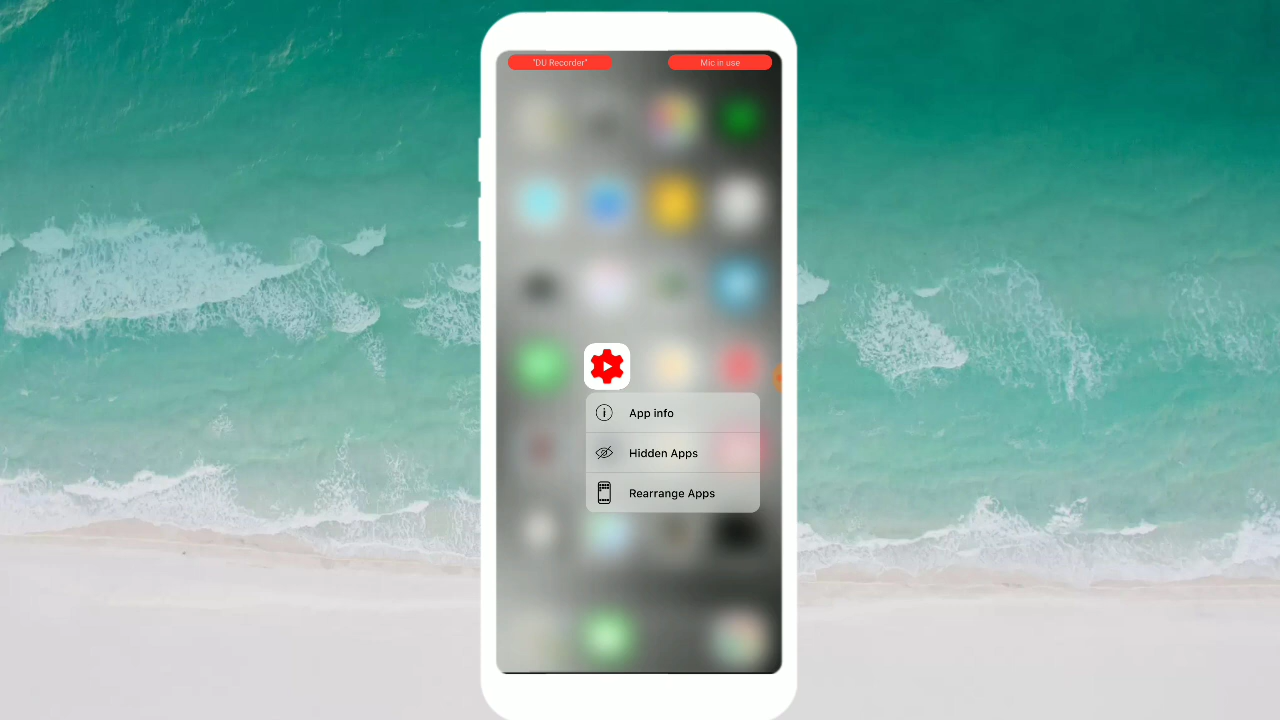 "DU Recorder"
Mic in use
App info
Hidden Apps
Rearrange Apps